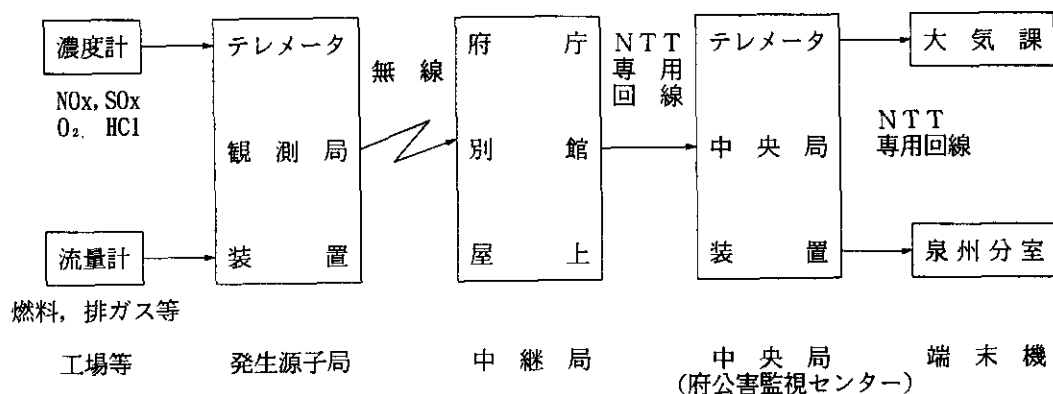 濃度計
NOx, SOx
O₂, HCl
流量計
燃料, 排ガス等
工場等
テレメータ
観測局
装置
発生源子局
無線
府庁
別館
屋上
中継局
NTT
専用
回線
テレメータ
中央局
装置
中央局
(府公害監視センター)
大気課
NTT
専用回線
泉州分室
端末機